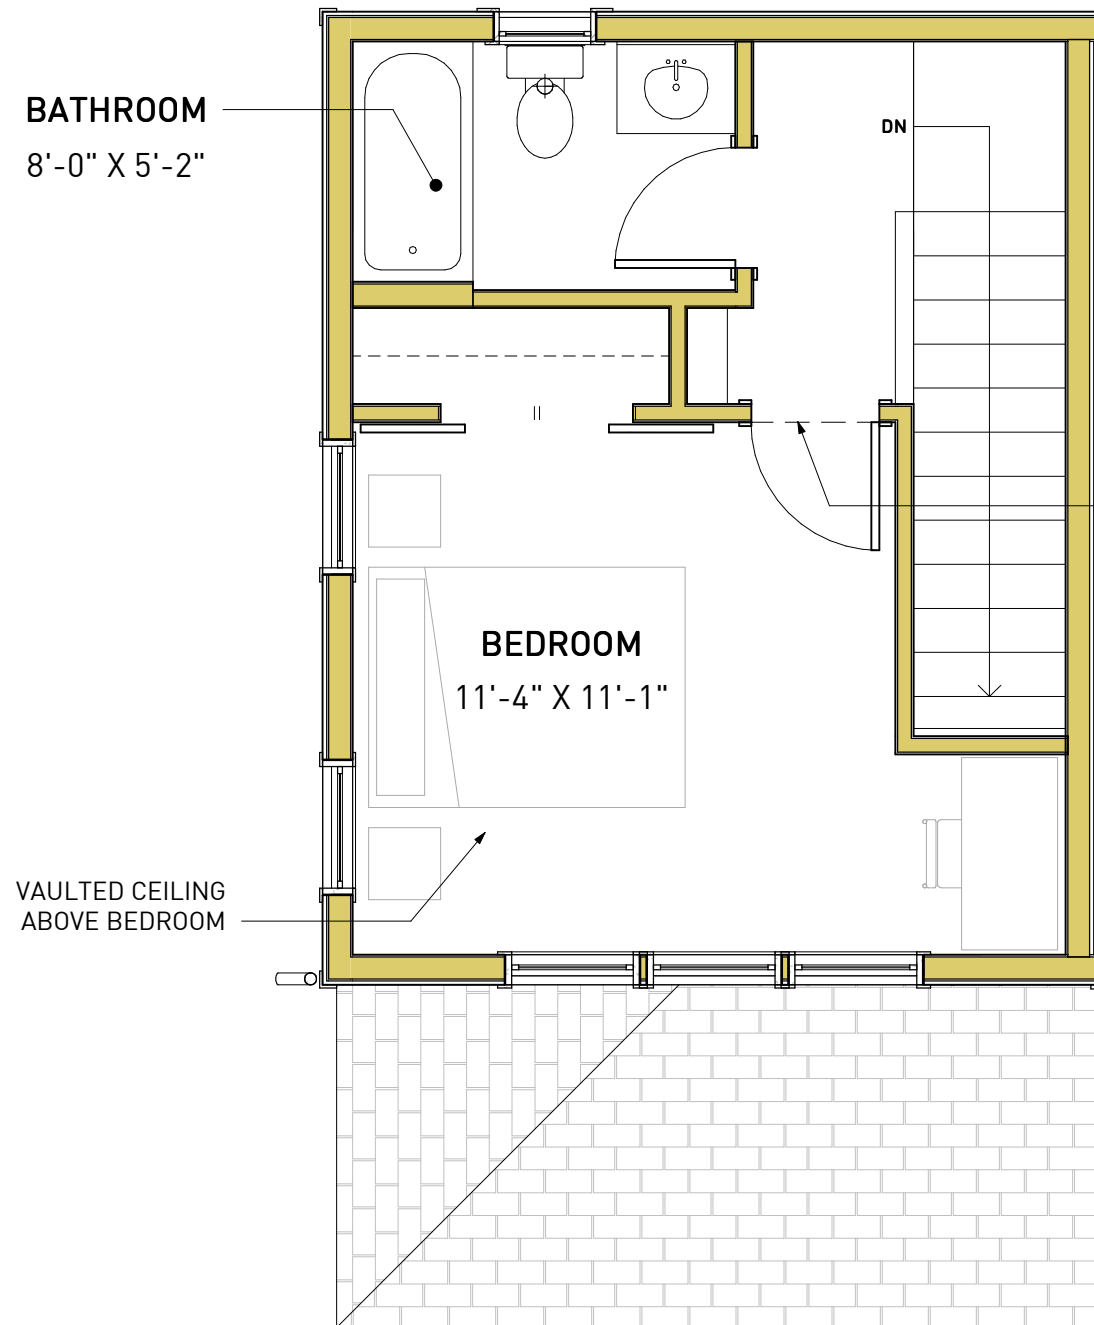 BATHROOM
8'-0" X 5'-2"
DN
BEDROOM
11'-4" X 11'-1"
VAULTED CEILING
ABOVE BEDROOM